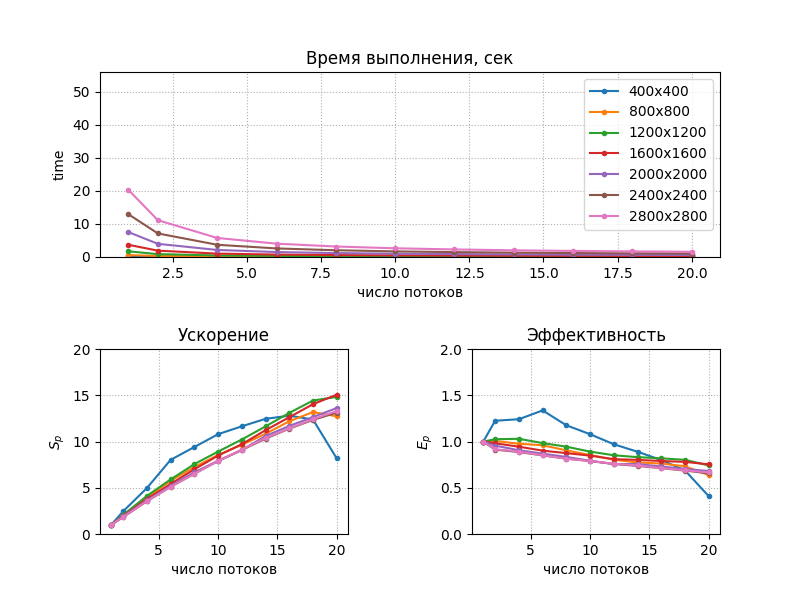 Время выполнения, сек
50
40
30
20
10
0
time
2.5
5.0
7.5
10.0
12.5
15.0
17.5
20.0
число потоков
400x400
800x800
1200x1200
1600x1600
2000x2000
2400x2400
2800x2800
Ускорение
20
15
10
5
0
Sp
5
10
15
20
число потоков
Эффективность
2.0
1.5
1.0
0.5
0.0
Ep
5
10
15
20
число потоков